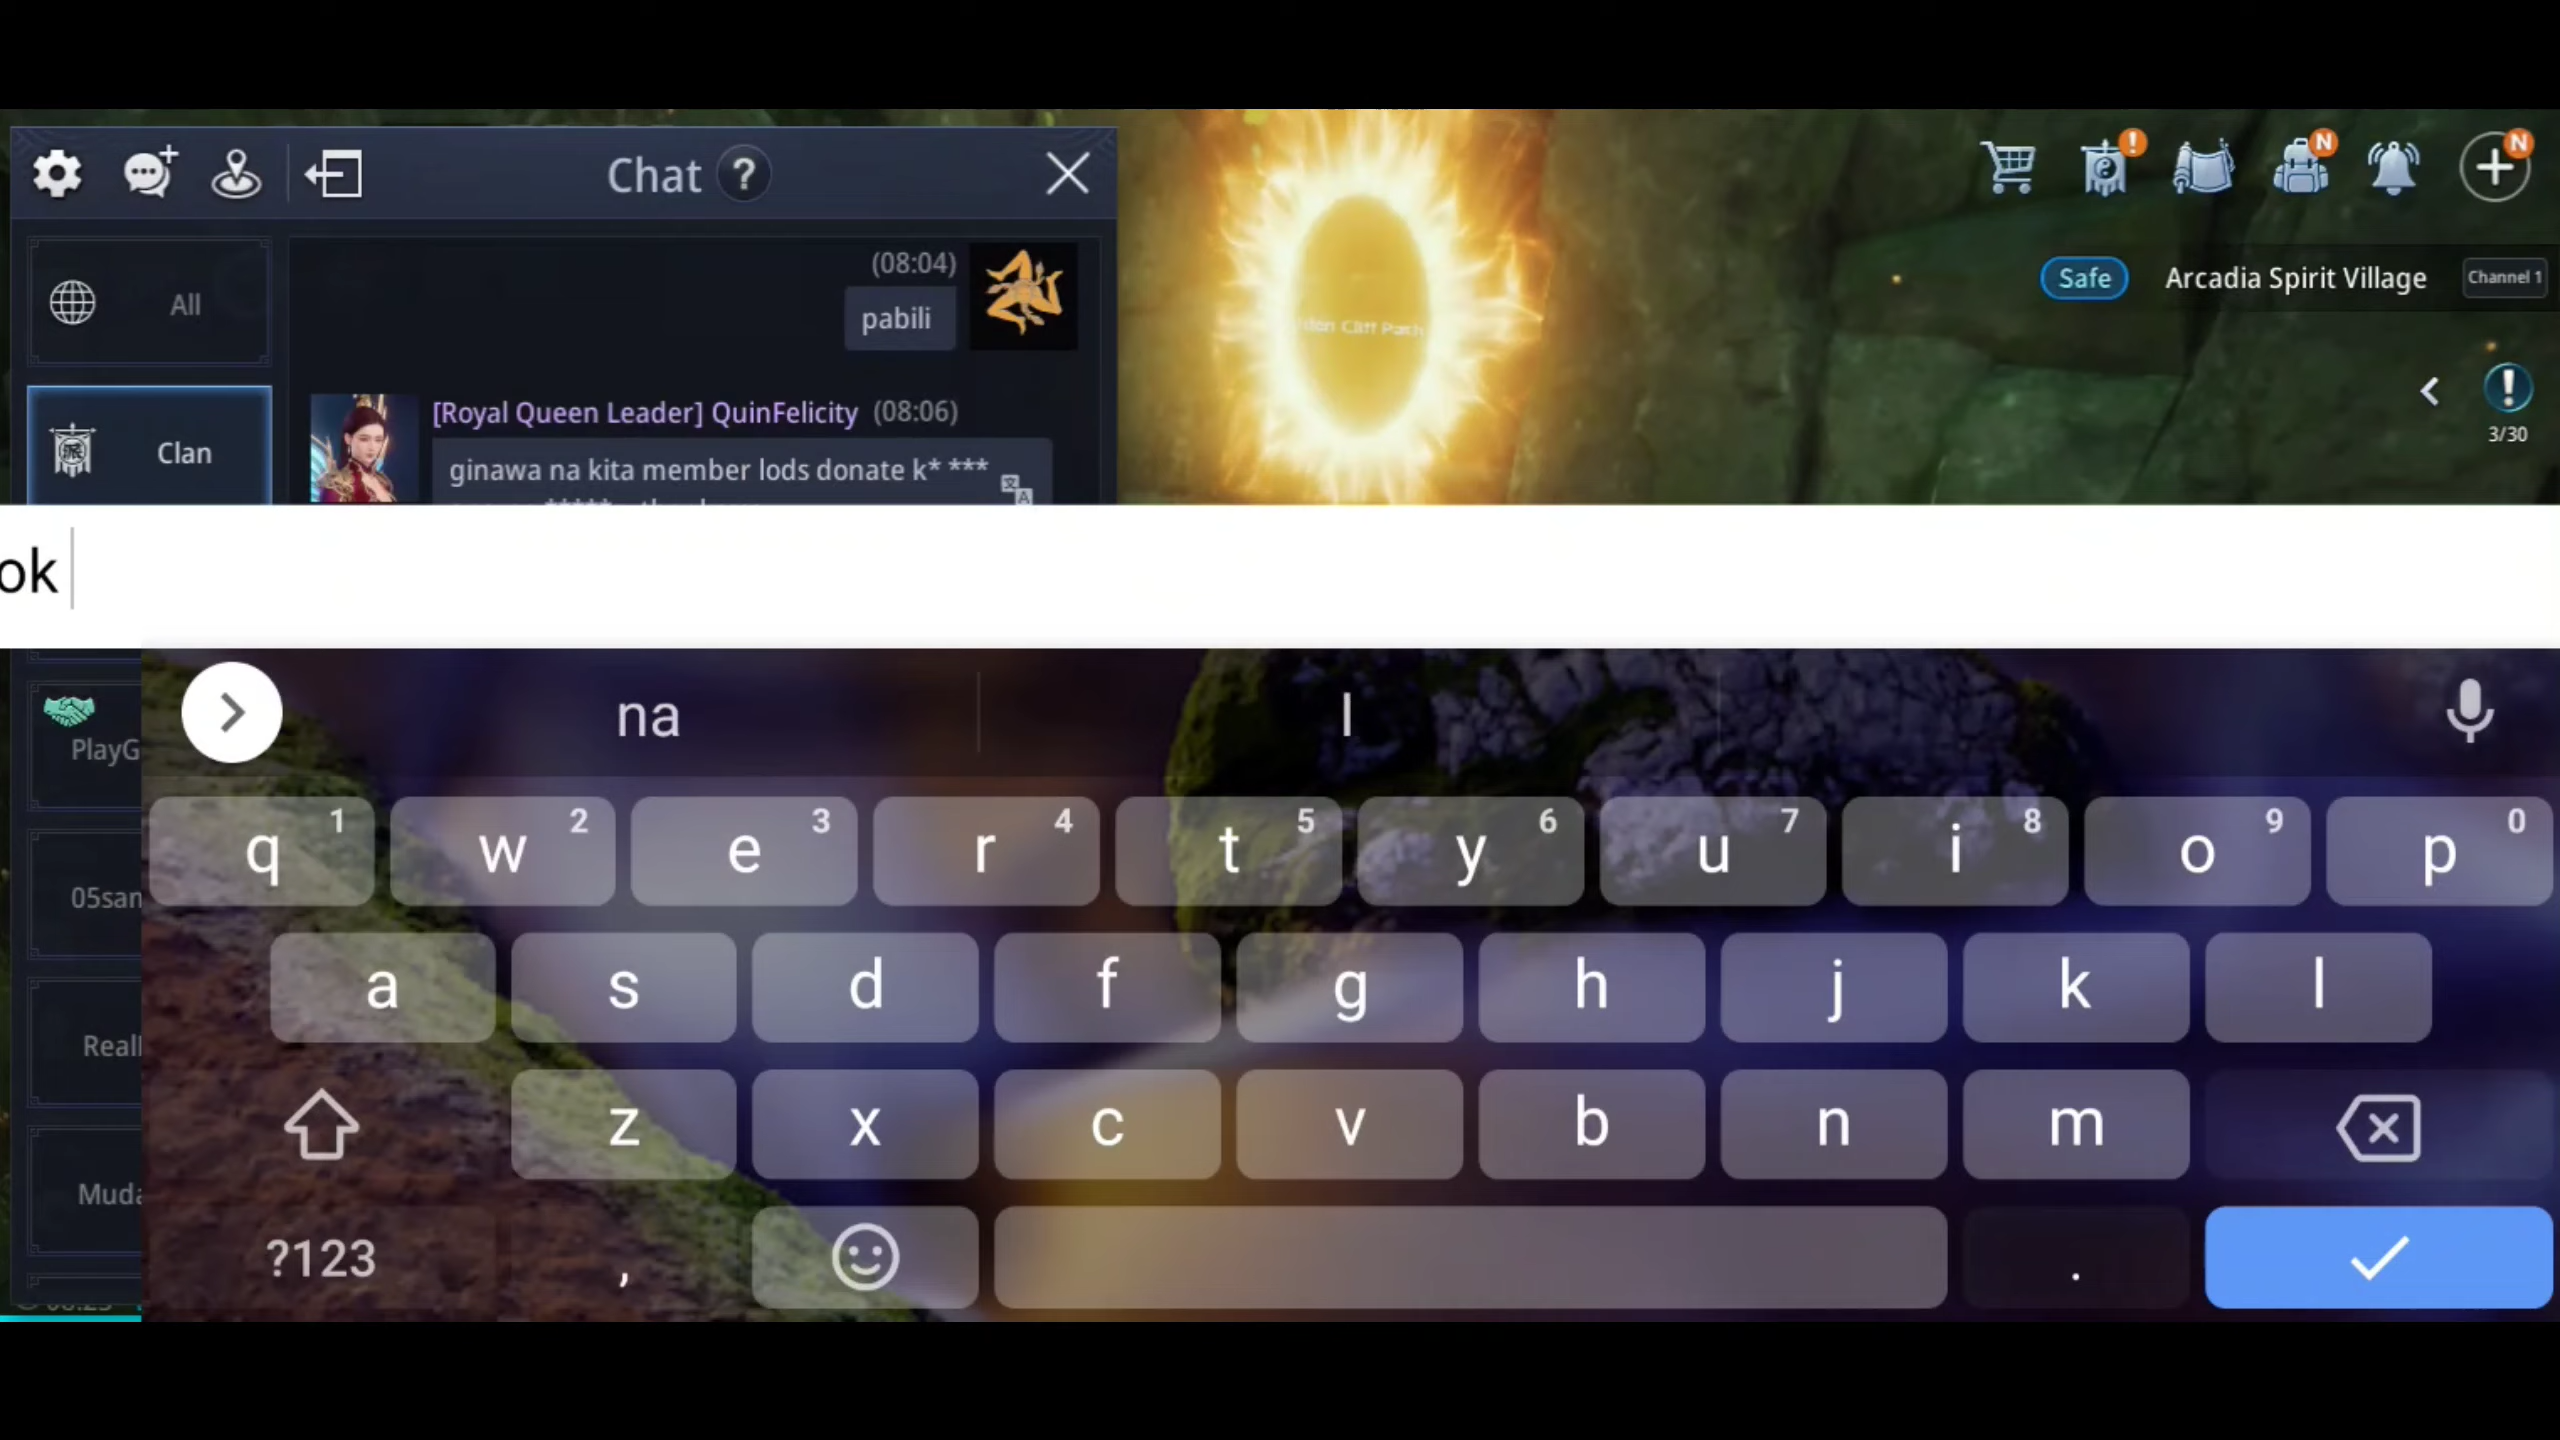 Chat ?
(08:04)
pabili
All
[Royal Queen Leader] QuinFelicity (08:06)
ginawa na kita member lods donate k* ***
Clan
N
N
Safe Arcadia Spirit Village Channel 1
3/30
Cliff Path
ok
na
I
PlayG
05san
Reall
Muda
q 1 w 2 e 3 r 4 t 5 y 6 u 7 i 8 o 9 p 0
a s d f g h j k l
z x c v b n m
?123 , .